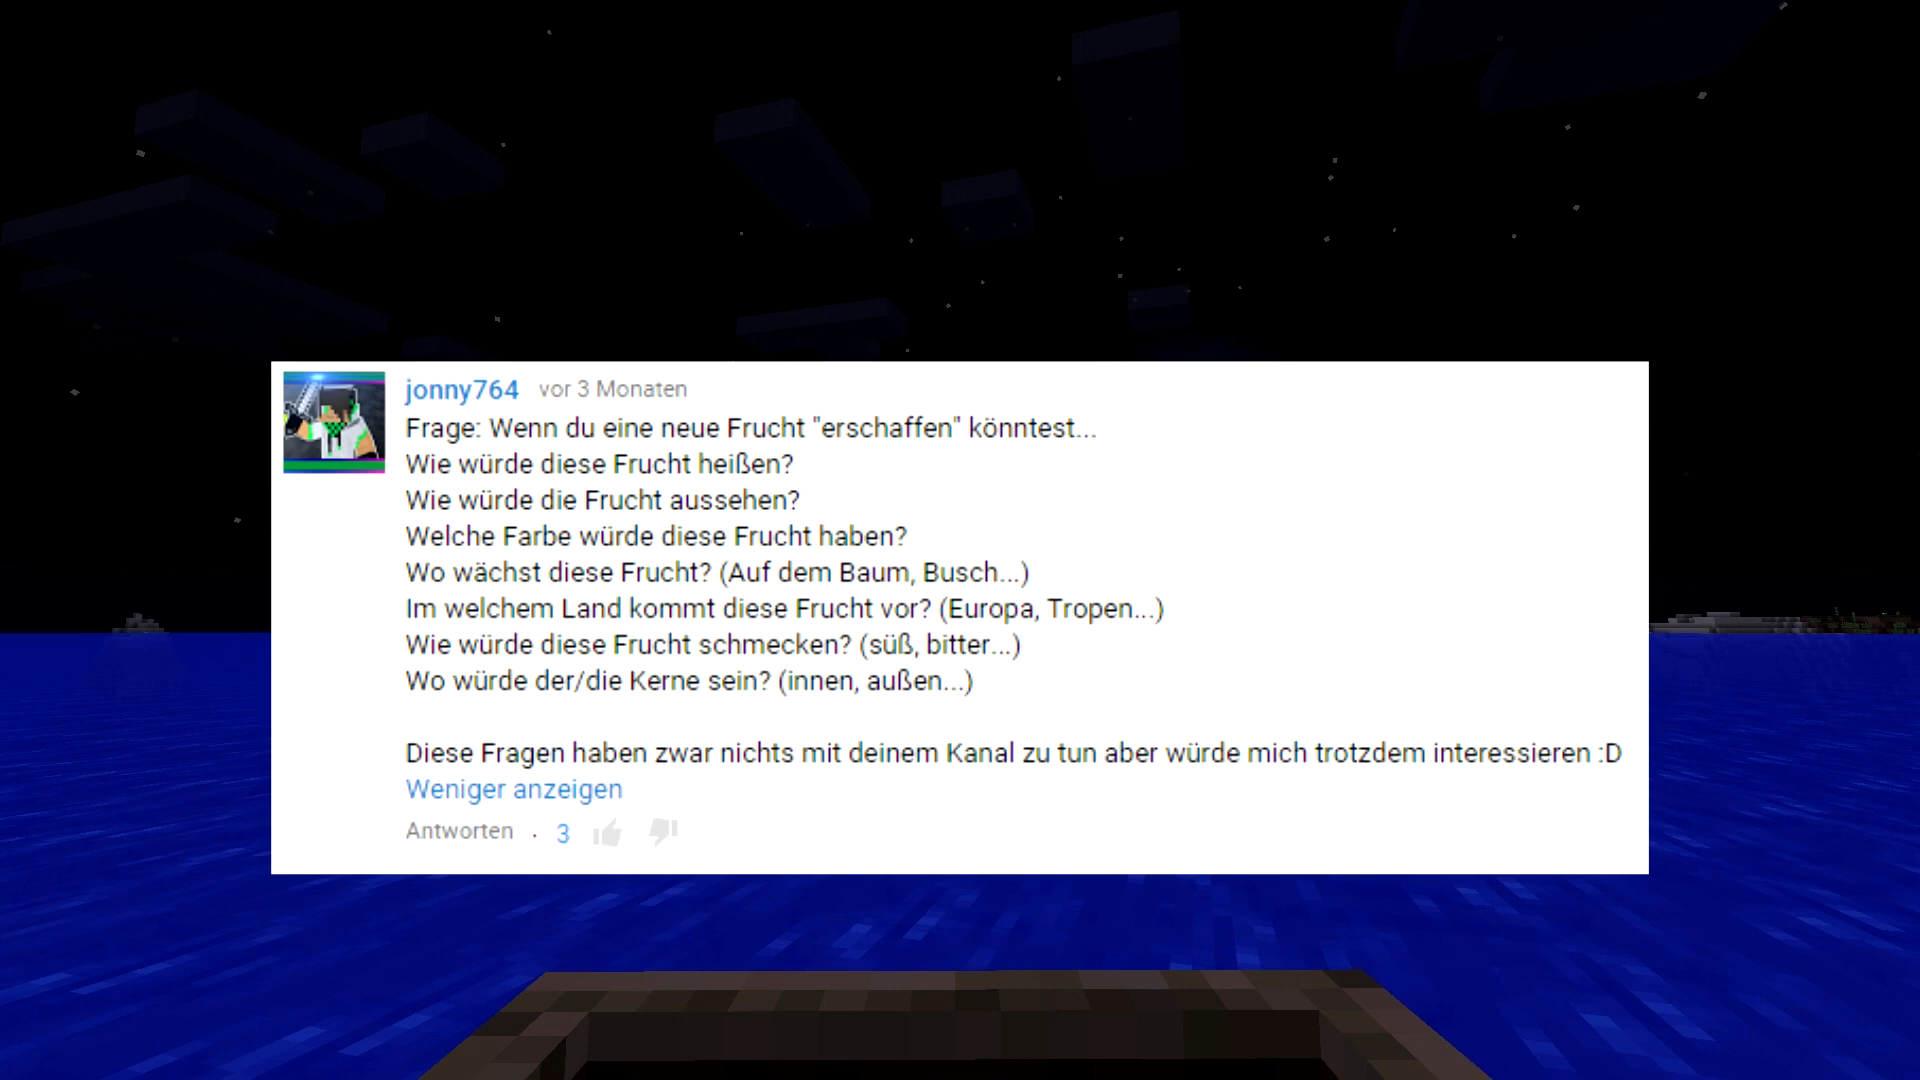 jonny764 vor 3 Monaten
Frage: Wenn du eine neue Frucht "erschaffen" könntest...
Wie würde diese Frucht heißen?
Wie würde die Frucht aussehen?
Welche Farbe würde diese Frucht haben?
Wo wächst diese Frucht? (Auf dem Baum, Busch...)
Im welchem Land kommt diese Frucht vor? (Europa, Tropen...)
Wie würde diese Frucht schmecken? (süß, bitter...)
Wo würde der/die Kerne sein? (innen, außen...)
Diese Fragen haben zwar nichts mit deinem Kanal zu tun aber würde mich trotzdem interessieren :D
Weniger anzeigen
Antworten · 3